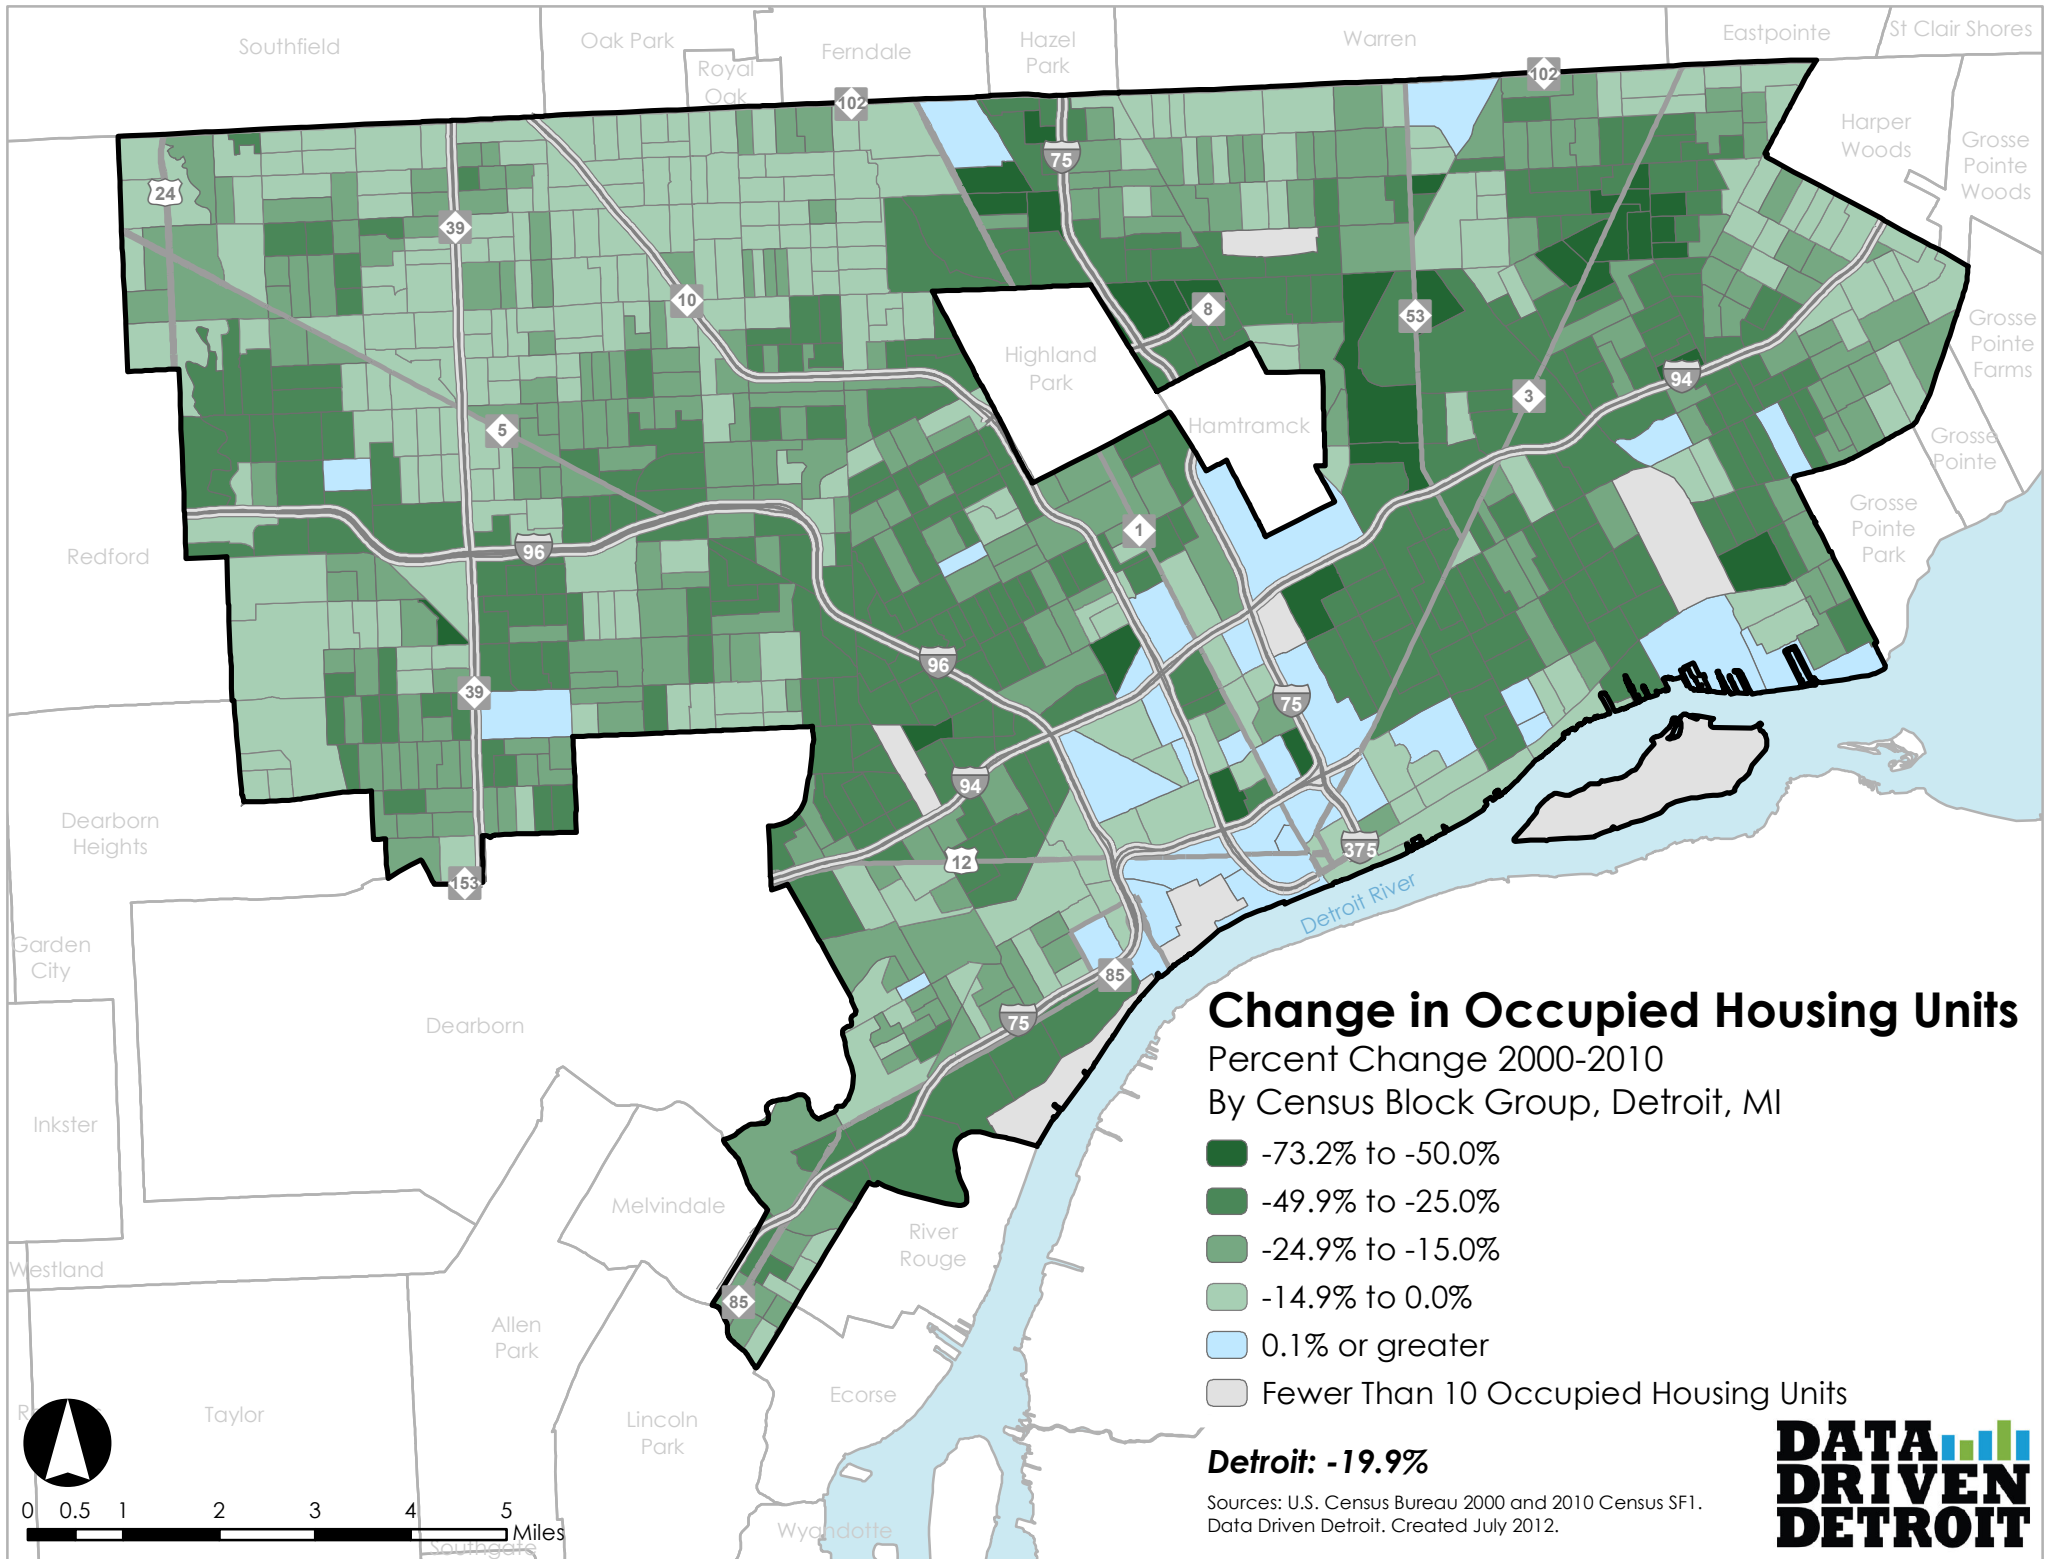 Southfield
Oak Park
Royal
Oak
Ferndale
Hazel
Park
Warren
Eastpointe
St Clair Shores
102
102
Harper
Woods
Grosse
Pointe
Woods
75
24
39
10
8
53
Grosse
Pointe
Farms
Highland
Park
94
3
5
Hamtramck
Grosse
Pointe
Grosse
Pointe
Park
1
96
Redford
96
39
75
94
Dearborn
Heights
12
375
153
Detroit River
Garden
City
85
75
Dearborn
Inkster
Melvindale
River
Rouge
Westland
85
Allen
Park
Ecorse
Taylor
Lincoln
Park
Wyandotte
Southgate
Change in Occupied Housing Units
Percent Change 2000-2010
By Census Block Group, Detroit, MI
-73.2% to -50.0%
-49.9% to -25.0%
-24.9% to -15.0%
-14.9% to 0.0%
0.1% or greater
Fewer Than 10 Occupied Housing Units
Detroit: -19.9%
Sources: U.S. Census Bureau 2000 and 2010 Census SF1.
Data Driven Detroit. Created July 2012.
0 0.5 1 2 3 4 5
Miles
DATA
DRIVEN
DETROIT